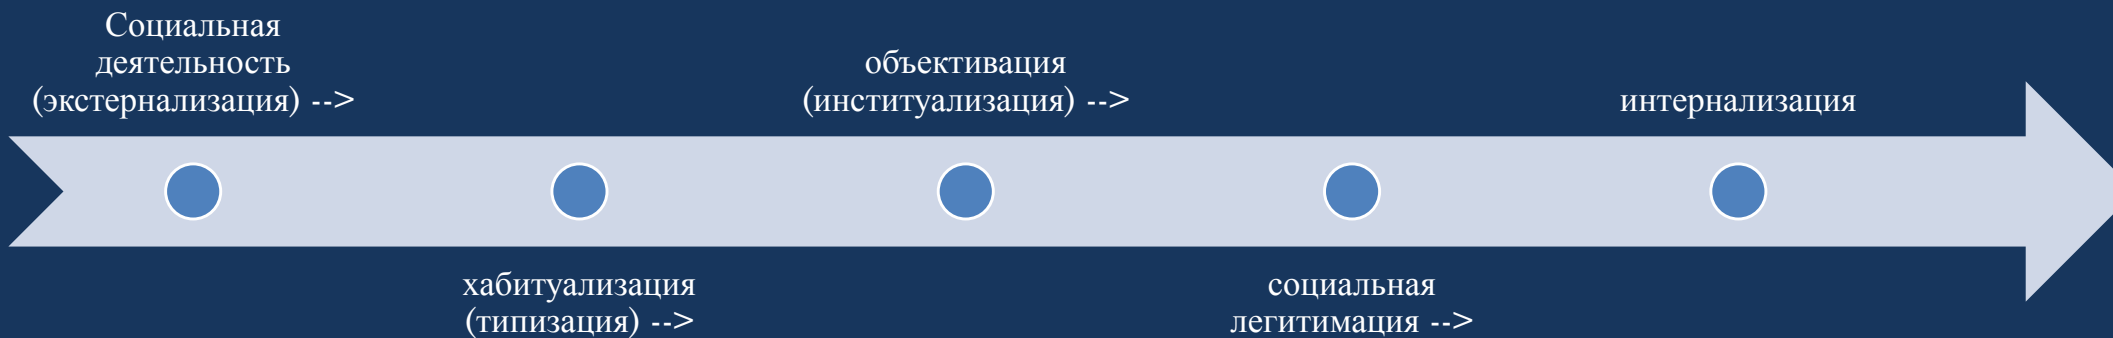 Социальная
деятельность
(экстернализация) -->
хабитуализация
(типизация) -->
объективация
(институализация) -->
социальная
легитимация -->
интернализация